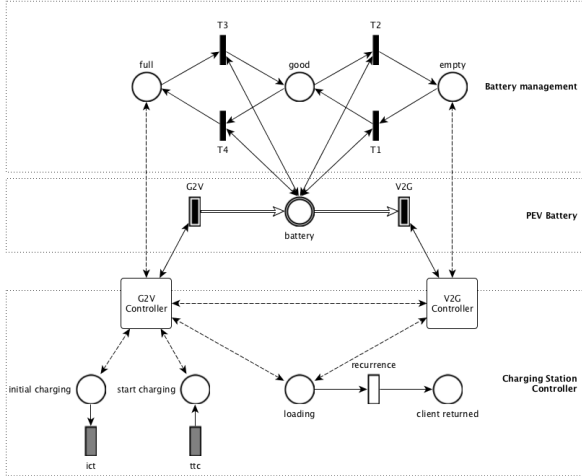 T3
T2
full
good
empty
Battery management
T4
T1
G2V
V2G
PEV Battery
battery
G2V
Controller
V2G
Controller
recurrence
initial charging
start charging
Charging Station
Controller
loading
client returned
ict
ttc